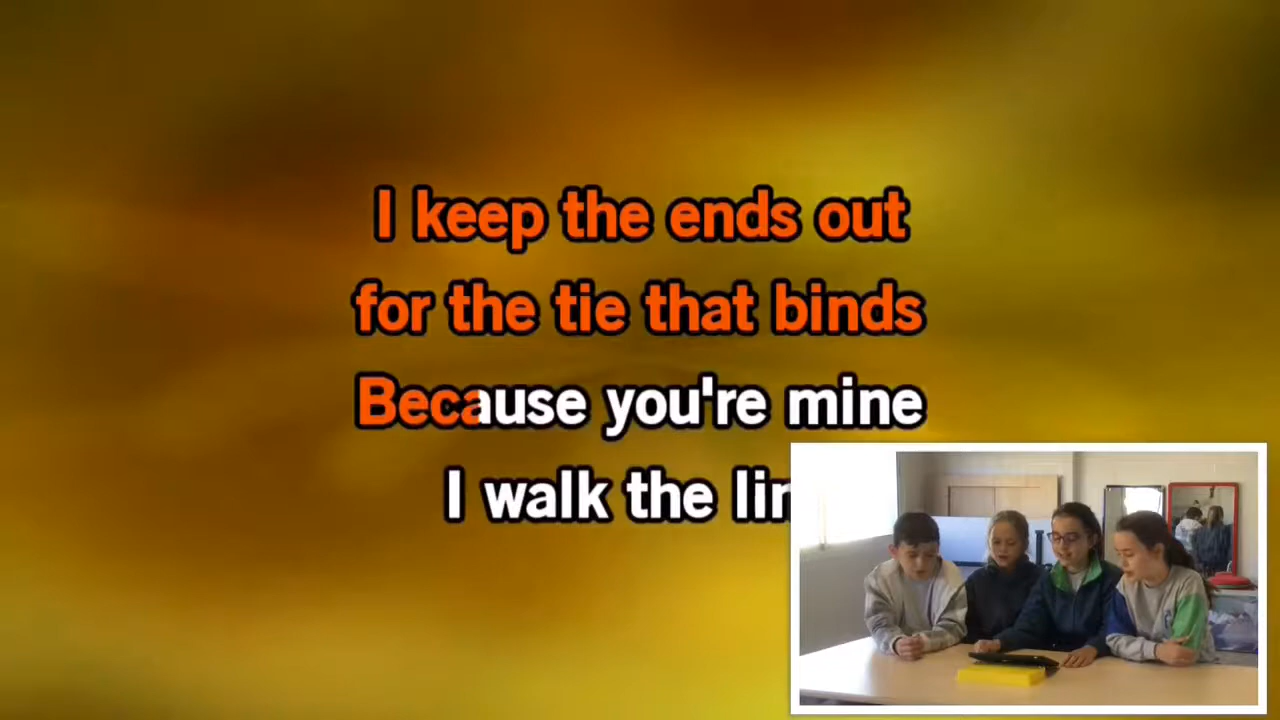 I keep the ends out
for the tie that binds
Because you're mine
I walk the